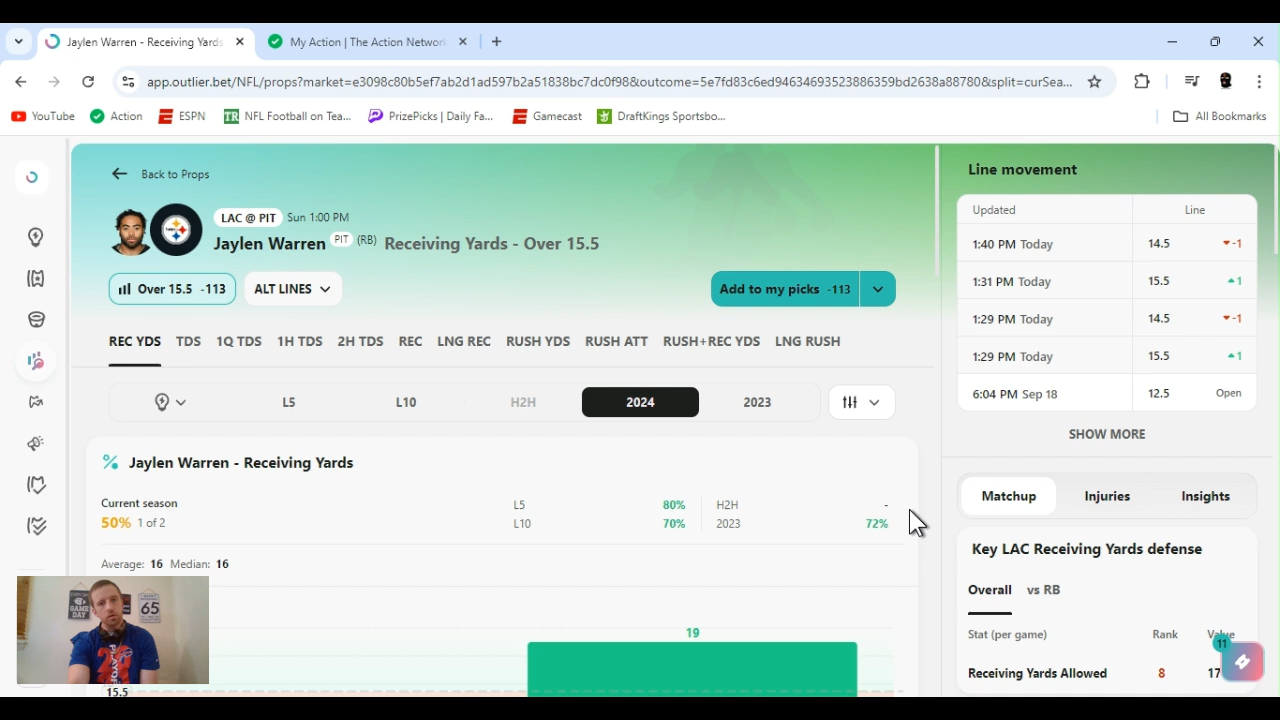 Jaylen Warren - Receiving Yards
My Action | The Action Networ
app.outlier.bet/NFL/props?market=e3098c80b5ef7ab2d1ad597b2a51838bc7dc0f98&outcome=5e7fd83c6ed94634693523886359bd2638a88780&split=curSea...
YouTube
Action
ESPN
NFL Football on Tea...
PrizePicks | Daily Fa...
Gamecast
DraftKings Sportsbo...
All Bookmarks
Back to Props
LAC @ PIT Sun 1:00 PM
Jaylen Warren PIT (RB) Receiving Yards - Over 15.5
Over 15.5 -113
ALT LINES
Add to my picks -113
REC YDS TDS 1Q TDS 1H TDS 2H TDS REC LNG REC RUSH YDS RUSH ATT RUSH+REC YDS LNG RUSH
L5 L10 H2H 2024 2023
Jaylen Warren - Receiving Yards
Current season
50% 1 of 2
L5 80% H2H -
L10 70% 2023 72%
Average: 16 Median: 16
19
15.5
GAME
DAY
65
Line movement
Updated Line
1:40 PM Today 14.5 -1
1:31 PM Today 15.5 1
1:29 PM Today 14.5 -1
1:29 PM Today 15.5 1
6:04 PM Sep 18 12.5 Open
SHOW MORE
Matchup Injuries Insights
Key LAC Receiving Yards defense
Overall vs RB
Stat (per game) Rank Value
Receiving Yards Allowed 8 17
11